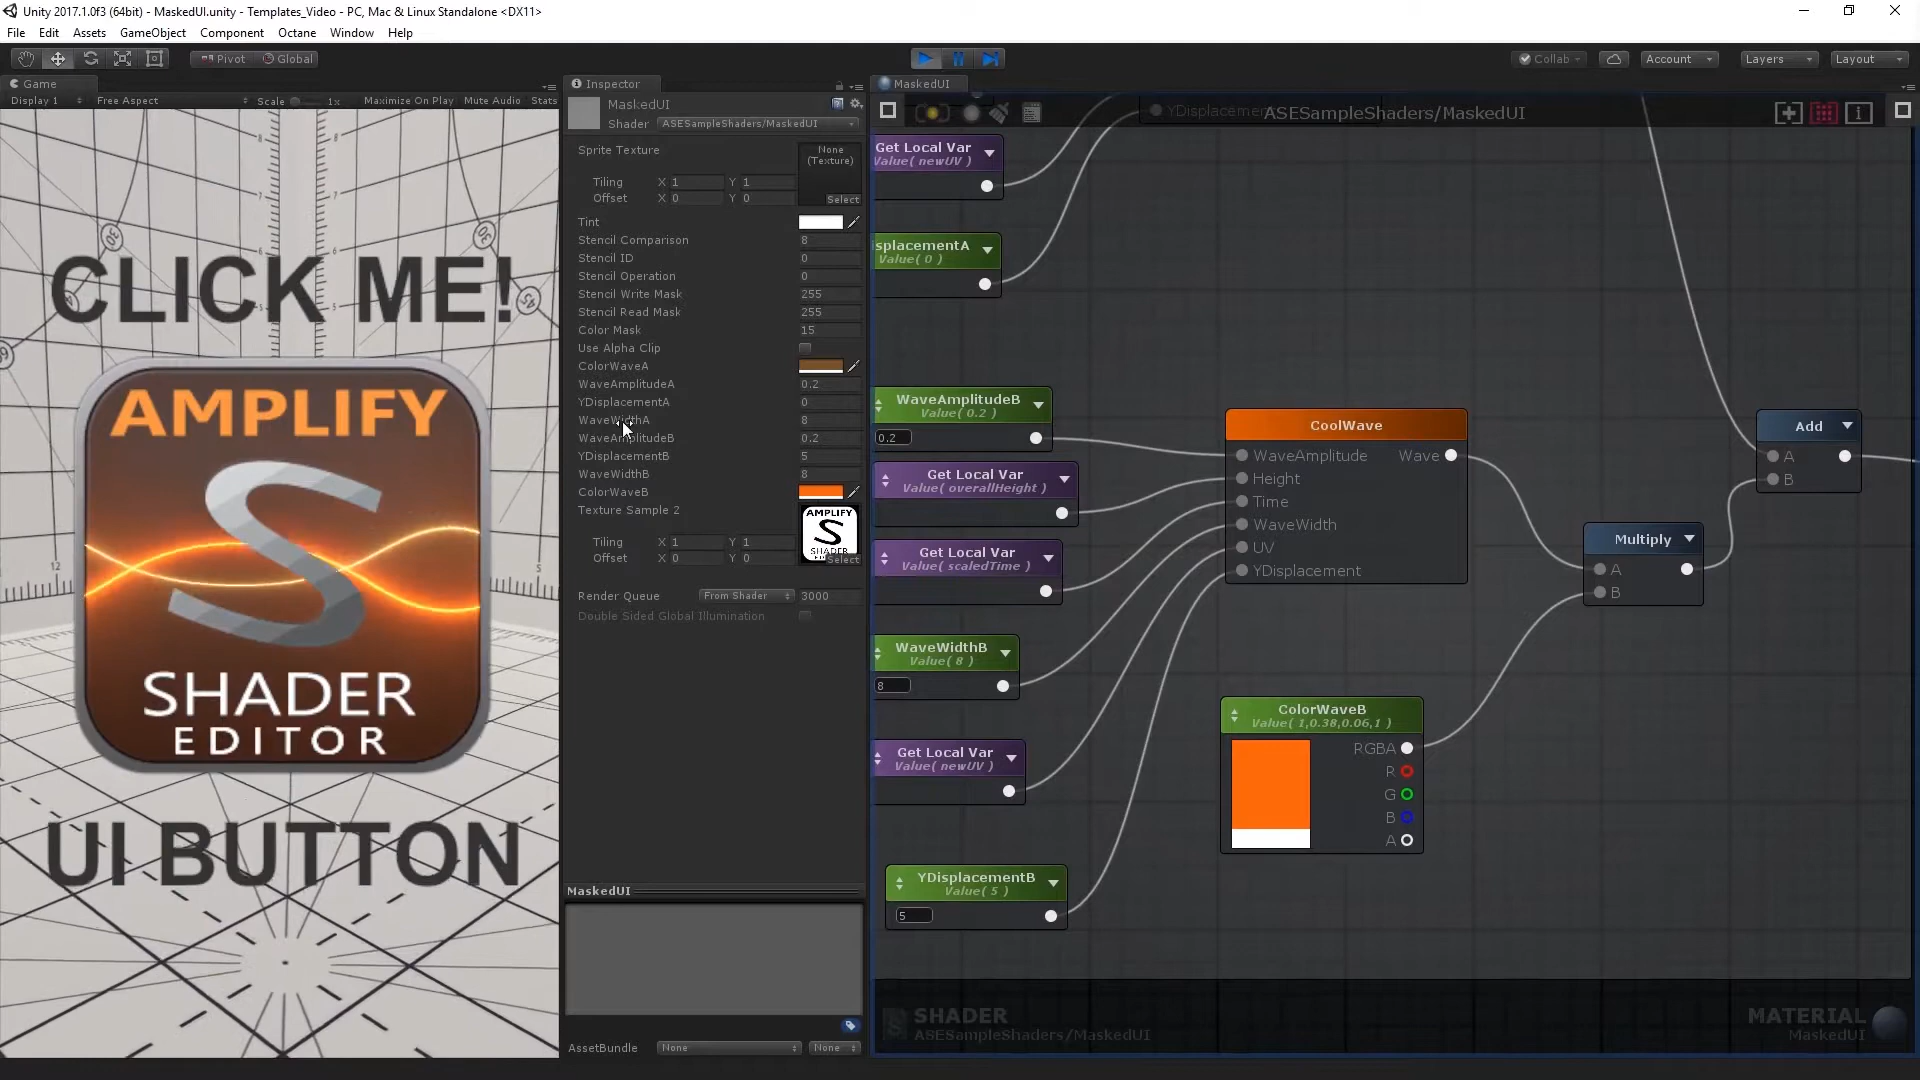 Unity 2017.1.0f3 (64bit) - MaskedUI.unity - Templates_Video - PC, Mac & Linux Standalone <DX11>
File Edit Assets GameObject Component Octane Window Help
Pivot Global Collab Account Layers Layout
Game
Display 1 Free Aspect Scale 1x Maximize On Play Mute Audio Stats
CLICK ME!
AMPLIFY
S
SHADER
EDITOR
UI BUTTON
Inspector
MaskedUI
Shader ASESampleShaders/MaskedUI
Sprite Texture None
(Texture)
Tiling X 1 Y 1
Offset X 0 Y 0 Select
Tint
Stencil Comparison 8
Stencil ID 0
Stencil Operation 0
Stencil Write Mask 255
Stencil Read Mask 255
Color Mask 15
Use Alpha Clip
ColorWaveA
WaveAmplitudeA 0.2
YDisplacementA 0
WaveWidthA 8
WaveAmplitudeB 0.2
YDisplacementB 5
WaveWidthB 8
ColorWaveB
Texture Sample 2
AMPLIFY
S
SHADER
Tiling X 1 Y 1
Offset X 0 Y 0 Select
Render Queue From Shader 3000
Double Sided Global Illumination
MaskedUI
AssetBundle None None
MaskedUI
YDisplacement
ASESampleShaders/MaskedUI
Get Local Var
Value( newUV )
isplacementA
Value( 0 )
WaveAmplitudeB
Value( 0.2 )
0.2
Get Local Var
Value( overallHeight )
Get Local Var
Value( scaledTime )
WaveWidthB
Value( 8 )
8
Get Local Var
Value( newUV )
YDisplacementB
Value( 5 )
5
CoolWave
WaveAmplitude Wave
Height
Time
WaveWidth
UV
YDisplacement
ColorWaveB
Value( 1,0.38,0.06,1 )
RGBA
R
G
B
A
Multiply
A
B
Add
A
B
SHADER
ASESampleShaders/MaskedUI
MATERIAL
MaskedUI